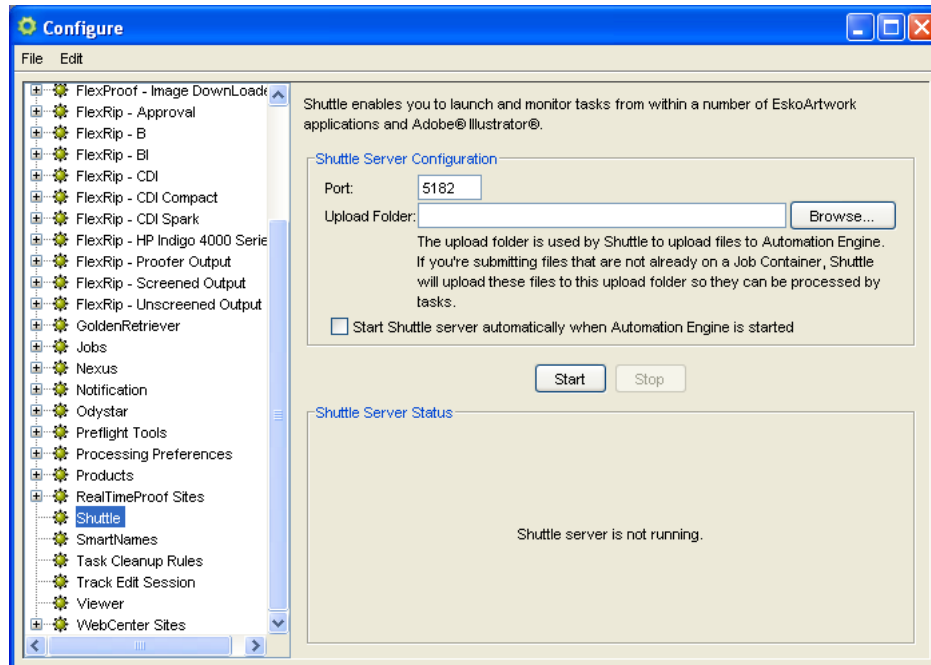 Configure
File Edit
FlexProof - Image DownLoade
FlexRip - Approval
FlexRip - B
FlexRip - BI
FlexRip - CDI
FlexRip - CDI Compact
FlexRip - CDI Spark
FlexRip - HP Indigo 4000 Serie
FlexRip - Proofer Output
FlexRip - Screened Output
FlexRip - Unscreened Output
GoldenRetriever
Jobs
Nexus
Notification
Odystar
Preflight Tools
Processing Preferences
Products
RealTimeProof Sites
Shuttle
SmartNames
Task Cleanup Rules
Track Edit Session
Viewer
WebCenter Sites
Shuttle enables you to launch and monitor tasks from within a number of EskoArtwork
applications and Adobe® Illustrator®.
Shuttle Server Configuration
Port: 5182
Upload Folder: Browse...
The upload folder is used by Shuttle to upload files to Automation Engine.
If you're submitting files that are not already on a Job Container, Shuttle
will upload these files to this upload folder so they can be processed by
tasks.
Start Shuttle server automatically when Automation Engine is started
Start Stop
Shuttle Server Status
Shuttle server is not running.